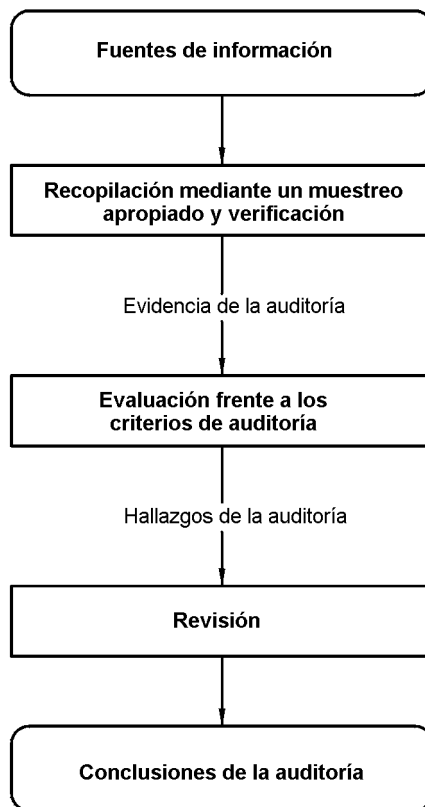 Fuentes de información
Recopilación mediante un muestreo
apropiado y verificación
Evidencia de la auditoría
Evaluación frente a los
criterios de auditoría
Hallazgos de la auditoría
Revisión
Conclusiones de la auditoría